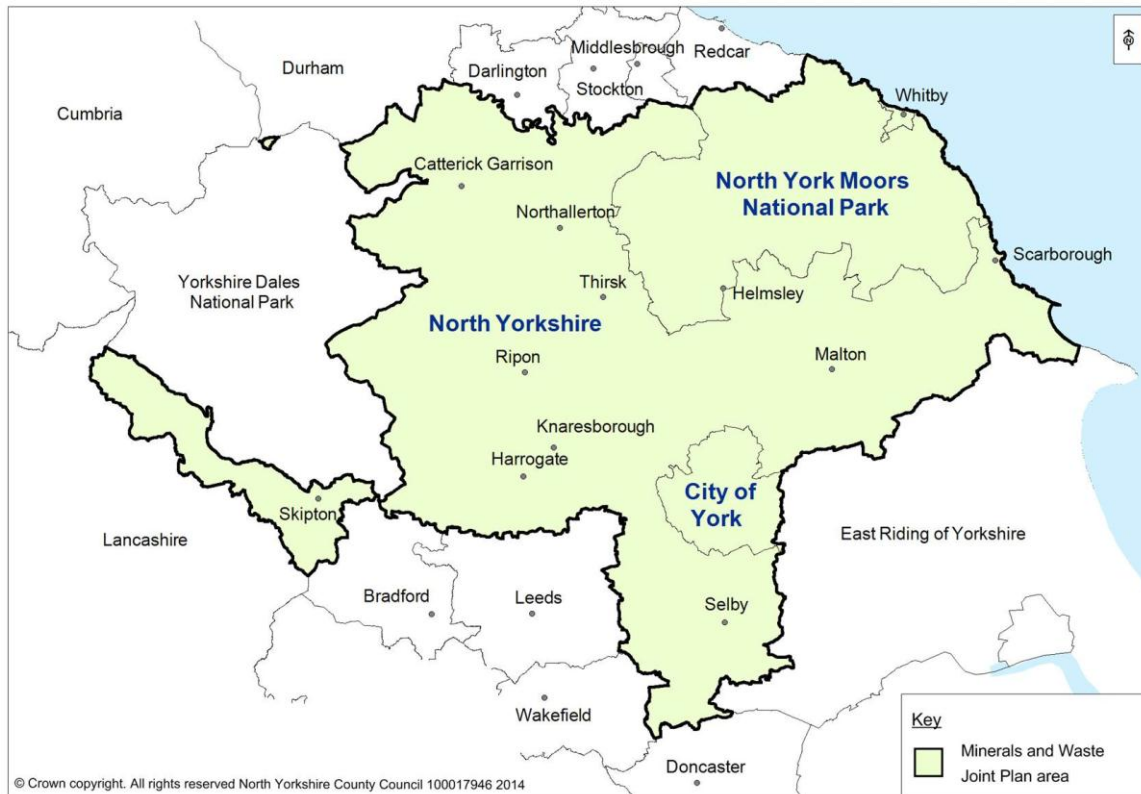 Durham
Darlington
Middlesbrough
Stockton
Redcar
N
Cumbria
Whitby
Catterick Garrison
North York Moors
National Park
Northallerton
Scarborough
Yorkshire Dales
National Park
Thirsk
Helmsley
North Yorkshire
Ripon
Malton
Knaresborough
Harrogate
City of
York
Skipton
Lancashire
East Riding of Yorkshire
Bradford
Leeds
Selby
Wakefield
Doncaster
Key
Minerals and Waste
Joint Plan area
© Crown copyright. All rights reserved North Yorkshire County Council 100017946 2014